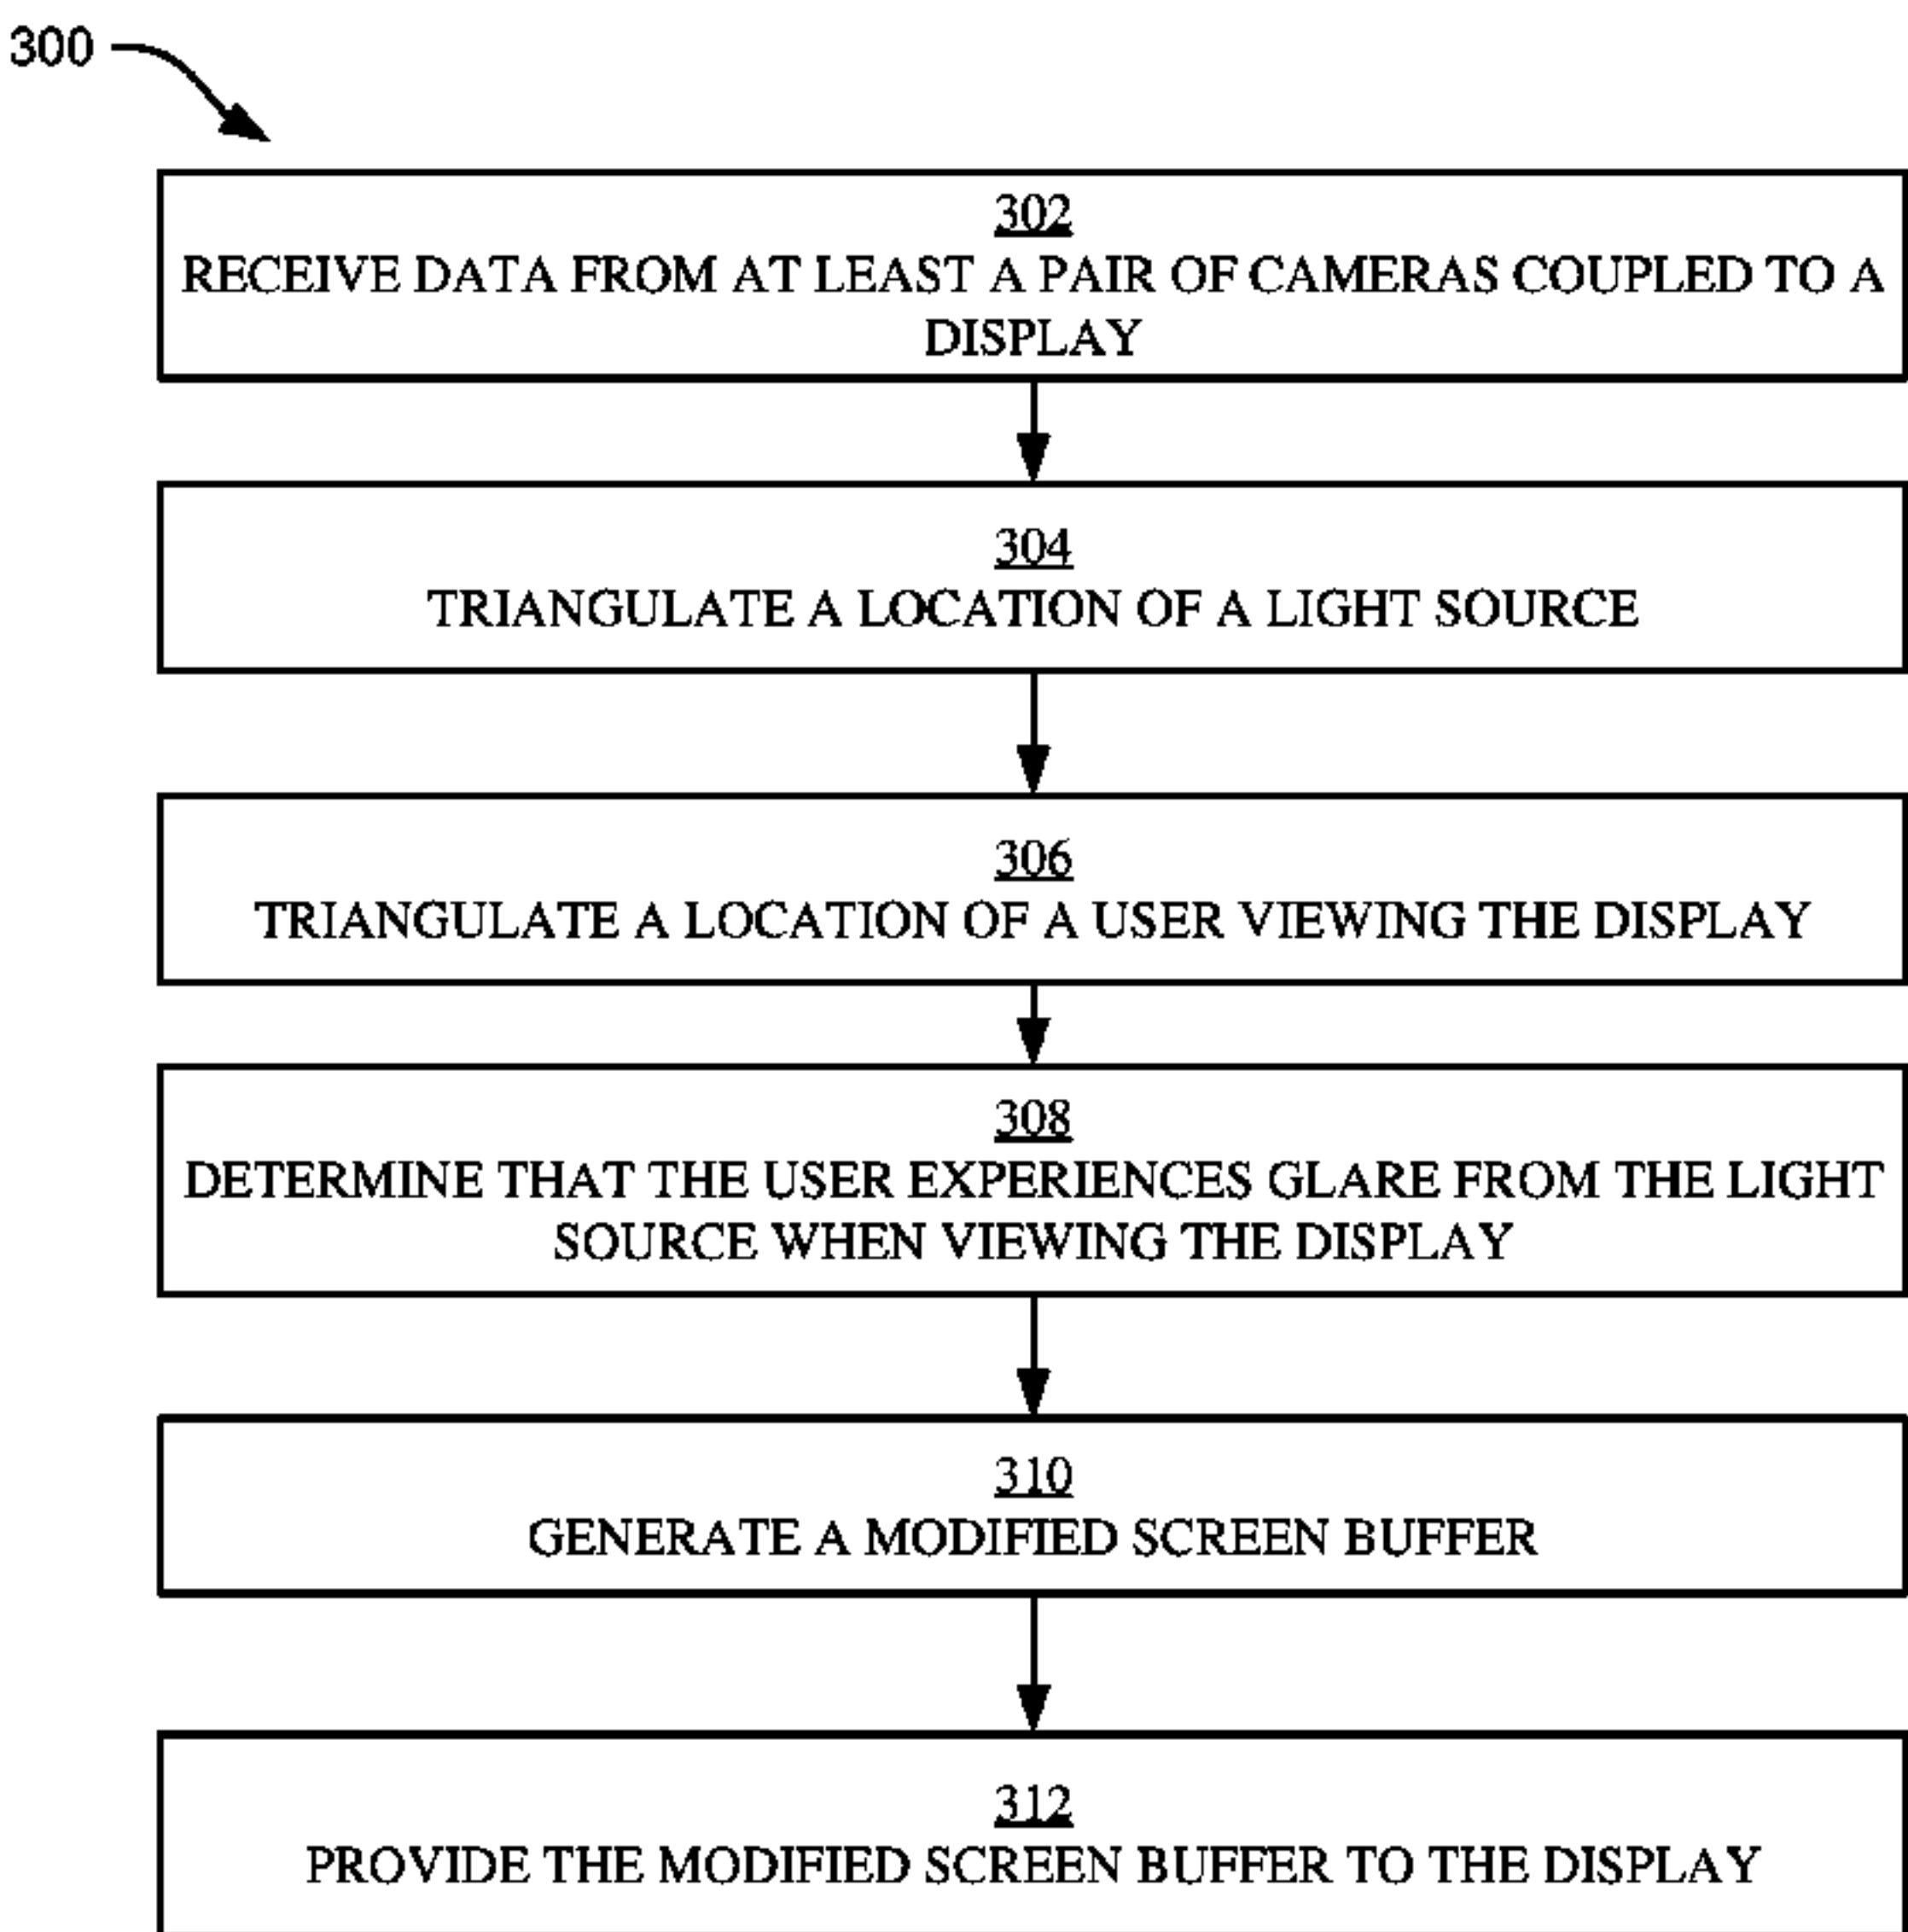 300
302
RECEIVE DATA FROM AT LEAST A PAIR OF CAMERAS COUPLED TO A
DISPLAY
304
TRIANGULATE A LOCATION OF A LIGHT SOURCE
306
TRIANGULATE A LOCATION OF A USER VIEWING THE DISPLAY
308
DETERMINE THAT THE USER EXPERIENCES GLARE FROM THE LIGHT
SOURCE WHEN VIEWING THE DISPLAY
310
GENERATE A MODIFIED SCREEN BUFFER
312
PROVIDE THE MODIFIED SCREEN BUFFER TO THE DISPLAY